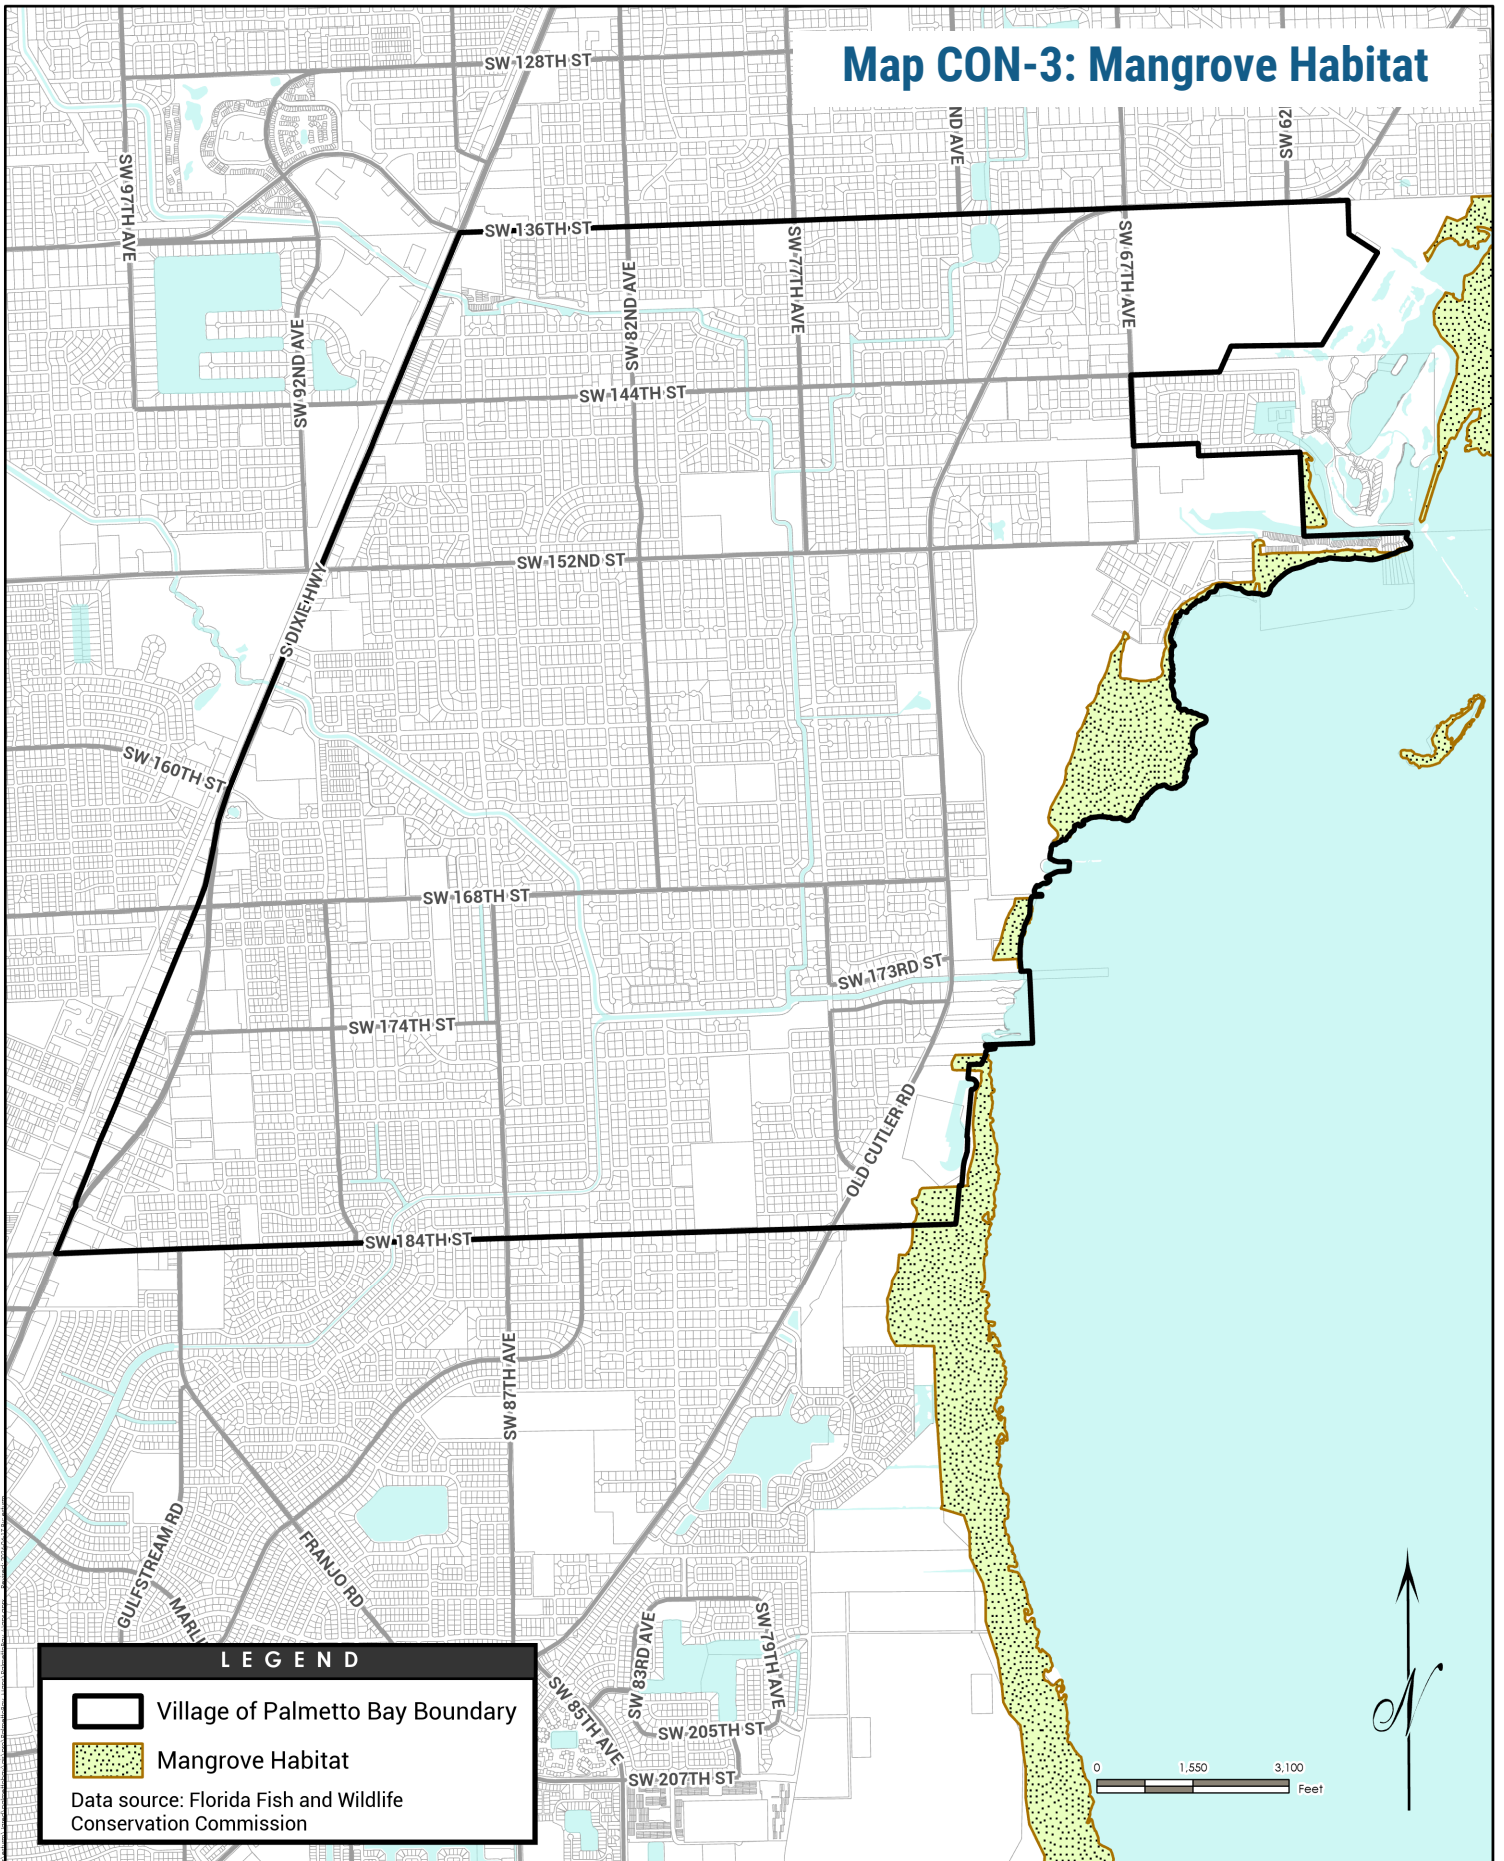 Map CON-3: Mangrove Habitat
SW 128TH ST
ND AVE
SW 62
SW 97TH AVE
SW 136TH ST
SW 77TH AVE
SW 67TH AVE
SW 82ND AVE
SW 92ND AVE
SW 144TH ST
SW 152ND ST
S DIXIE HWY
SW 160TH ST
SW 168TH ST
SW 173RD ST
SW 174TH ST
OLD CUTLER RD
SW 184TH ST
SW 87TH AVE
GULFSTREAM RD
FRANJO RD
MARLI
SW 83RD AVE
SW 79TH AVE
SW 85TH AVE
SW 205TH ST
SW 207TH ST
LEGEND
Village of Palmetto Bay Boundary
Mangrove Habitat
Data source: Florida Fish and Wildlife
Conservation Commission
N
0 1,550 3,100
Feet